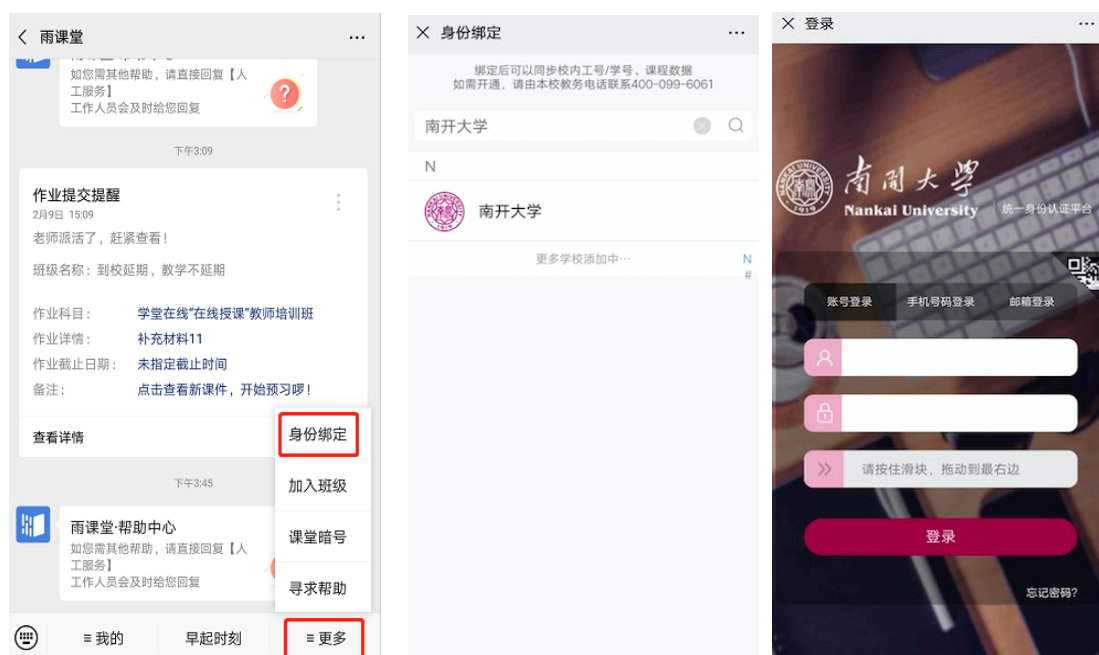 雨课堂
如您需其他帮助，请直接回复【人
工服务】
工作人员会及时给您回复
下午3:09
作业提交提醒
2月9日 15:09
老师派活了，赶紧查看！
班级名称：到校延期，教学不延期
作业科目： 学堂在线“在线授课”教师培训班
作业详情： 补充材料11
作业截止日期： 未指定截止时间
备注： 点击查看新课件，开始预习啰！
查看详情
身份绑定
加入班级
课堂暗号
寻求帮助
下午3:45
雨课堂·帮助中心
如您需其他帮助，请直接回复【人
工服务】
工作人员会及时给您回复
我的
早起时刻
更多
身份绑定
绑定后可以同步校内工号/学号、课程数据
如需开通，请由本校教务电话联系400-099-6061
南开大学
N
南开大学
更多学校添加中…
N
#
登录
南开大学
Nankai University
统一身份认证平台
账号登录 手机号码登录 邮箱登录
请按住滑块，拖动到最右边
登录
忘记密码?